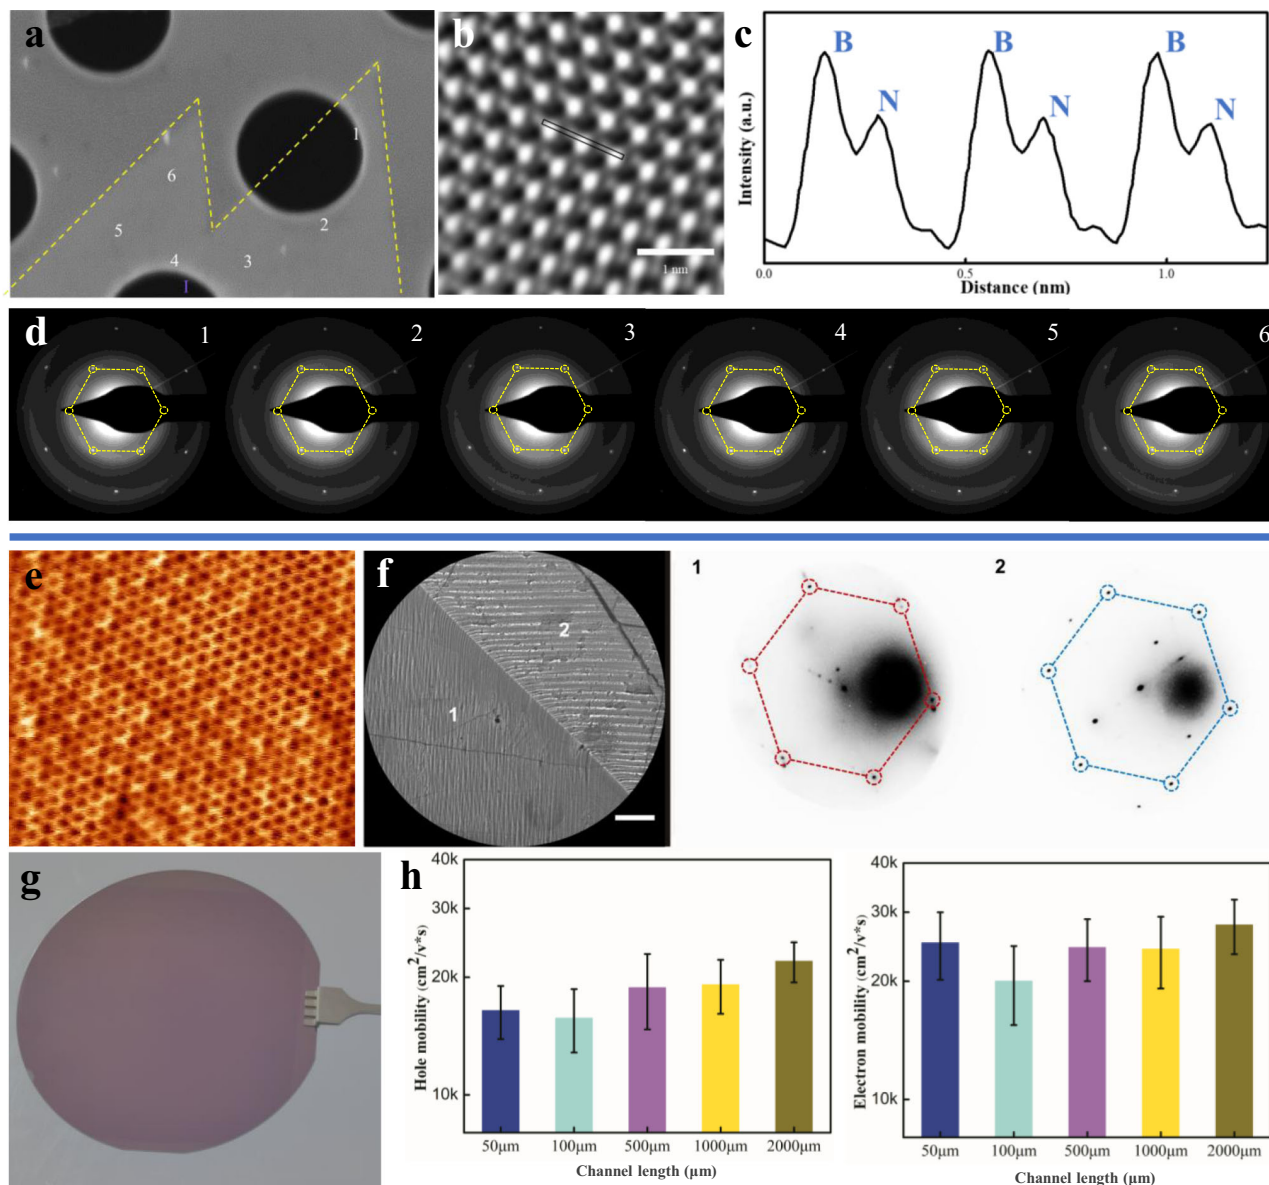 a
1
2
3
4
5
6
I
b
1 nm
c
B
N
B
N
B
N
Intensity (a.u.)
0.0
0.5
1.0
Distance (nm)
d
1
2
3
4
5
6
e
f
1
2
1
2
g
h
40k
30k
20k
10k
Hole mobility (cm²/v*s)
50μm
100μm
500μm
1000μm
2000μm
Channel length (μm)
40k
30k
20k
10k
Electron mobility (cm²/v*s)
50μm
100μm
500μm
1000μm
2000μm
Channel length (μm)